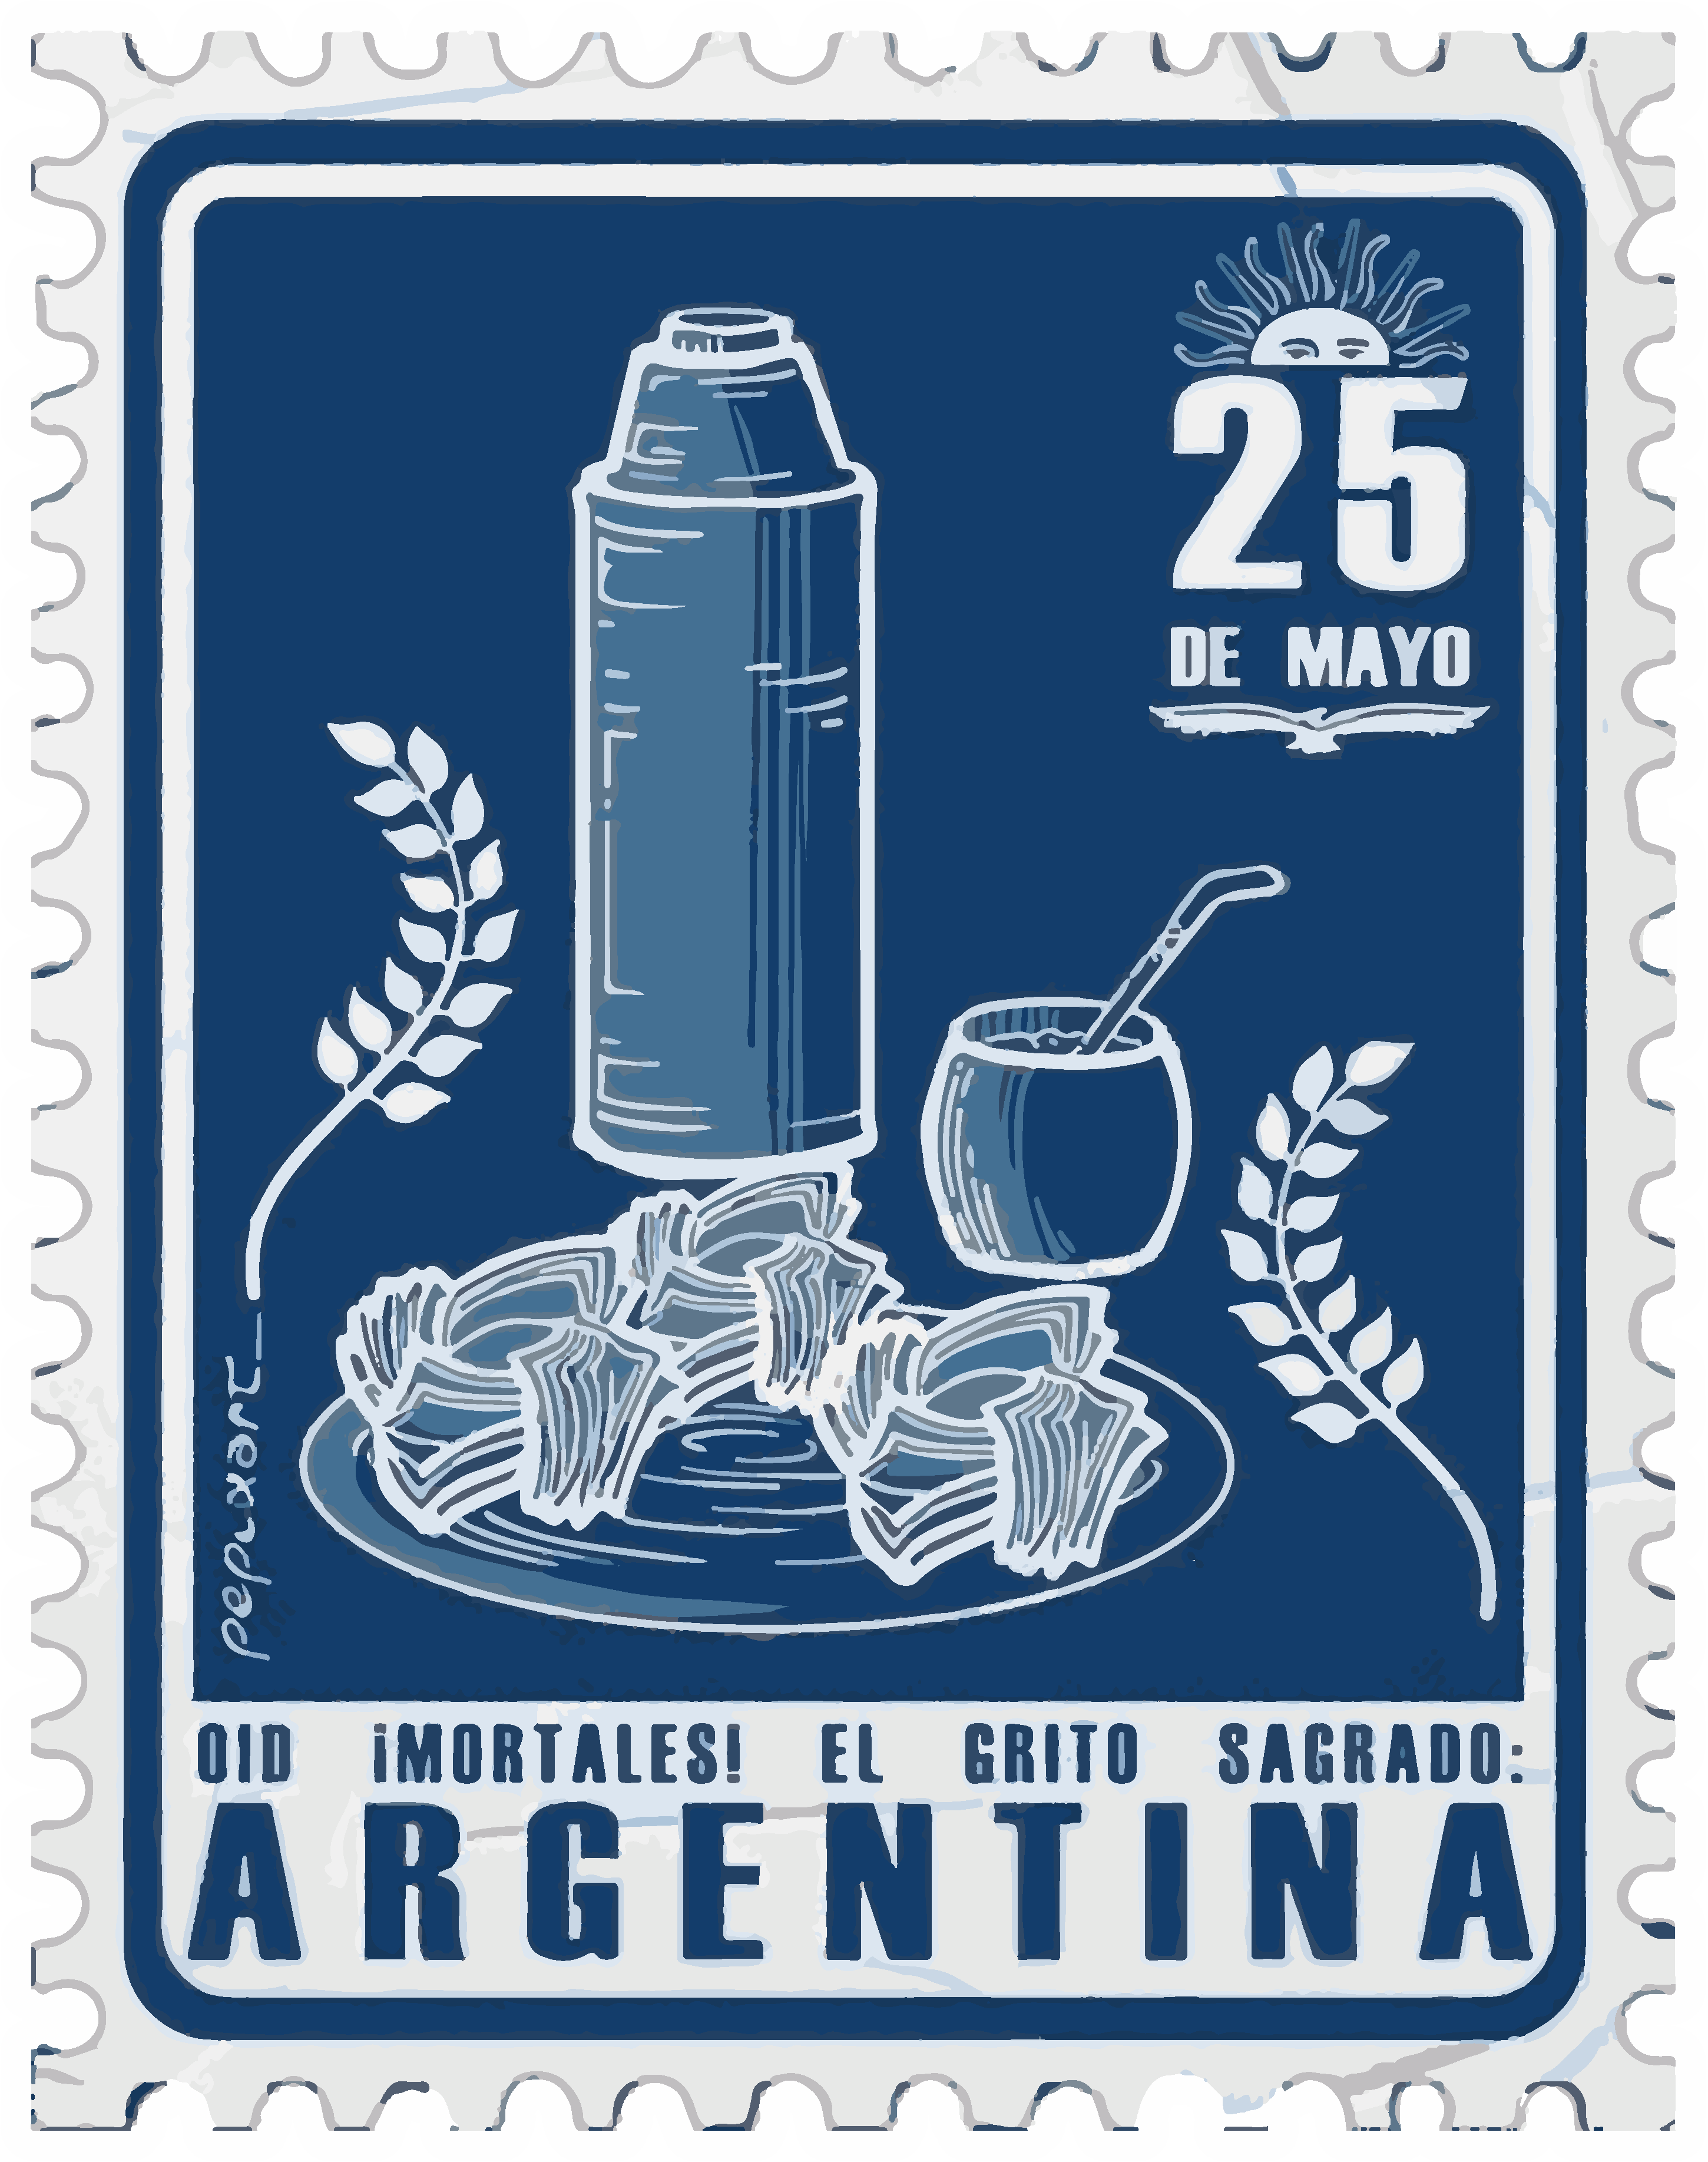 25
DE MAYO
pepuxart
OID ¡MORTALES! EL GRITO SAGRADO:
ARGENTINA